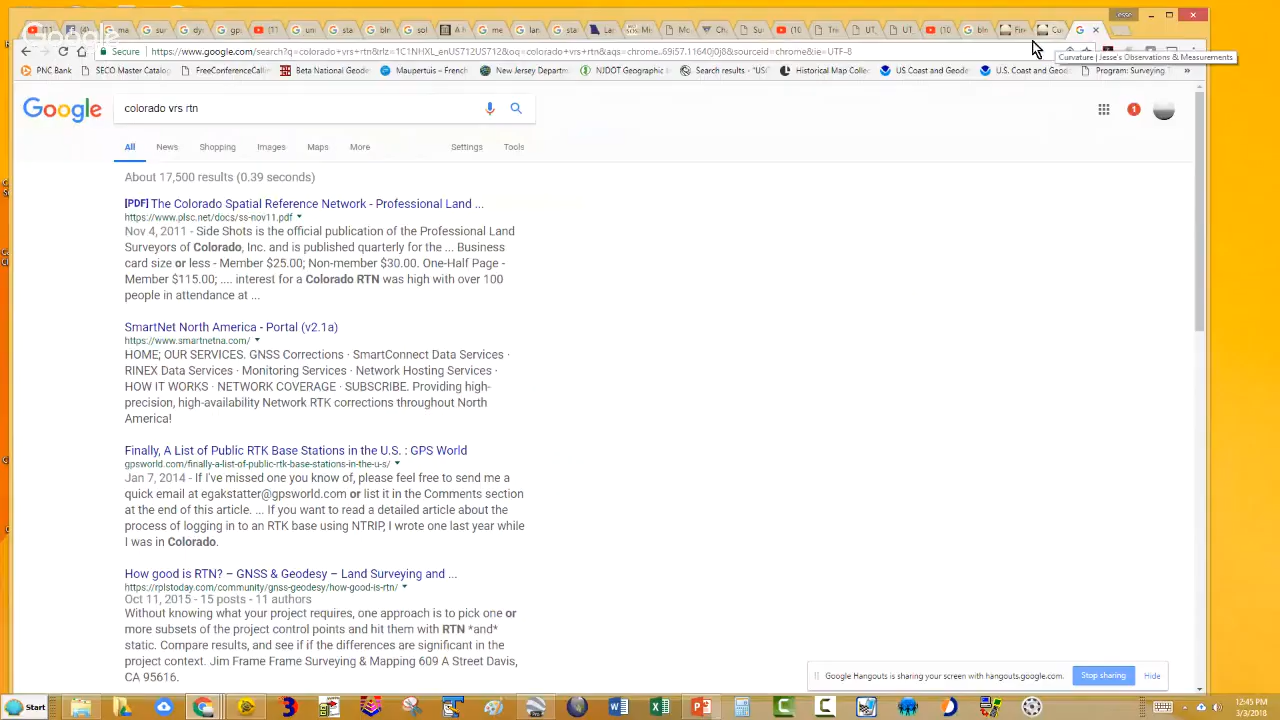 Jesse
Secure
https://www.google.com/search?q=colorado+vrs+rtn&rlz=1C1NHXL_enUS712US712&oq=colorado+vrs+rtn&aqs=chrome..69i57.11640j0j8&sourceid=chrome&ie=UTF-8
Curvature | Jesse's Observations & Measurements
PNC Bank
SECO Materials Catalog
FreeConferenceCall
Beta National Geode
Maupertuis – French
New Jersey Departm
NJDOT Geographic I
Search results - "USC
Historical Map Collec
US Coast and Geode
U.S. Coast and Geod
Program: Surveying
Google
colorado vrs rtn
1
All News Shopping Images Maps More Settings Tools
About 17,500 results (0.39 seconds)
[PDF] The Colorado Spatial Reference Network - Professional Land ...
https://www.plsc.net/docs/ss-nov11.pdf
Nov 4, 2011 - Side Shots is the official publication of the Professional Land
Surveyors of Colorado, Inc. and is published quarterly for the ... Business
card size or less - Member $25.00; Non-member $30.00. One-Half Page -
Member $115.00; .... interest for a Colorado RTN was high with over 100
people in attendance at ...
SmartNet North America - Portal (v2.1a)
https://www.smartnetna.com/
HOME; OUR SERVICES. GNSS Corrections · SmartConnect Data Services ·
RINEX Data Services · Monitoring Services · Network Hosting Services ·
HOW IT WORKS · NETWORK COVERAGE · SUBSCRIBE. Providing high-
precision, high-availability Network RTK corrections throughout North
America!
Finally, A List of Public RTK Base Stations in the U.S. : GPS World
gpsworld.com/finally-a-list-of-public-rtk-base-stations-in-the-u-s/
Jan 7, 2014 - If I've missed one you know of, please feel free to send me a
quick email at egakstatter@gpsworld.com or list it in the Comments section
at the end of this article. ... If you want to read a detailed article about the
process of logging in to an RTK base using NTRIP, I wrote one last year while
I was in Colorado.
How good is RTN? – GNSS & Geodesy – Land Surveying and ...
https://rplstoday.com/community/gnss-geodesy/how-good-is-rtn/
Oct 11, 2015 - 15 posts - 11 authors
Without knowing what your project requires, one approach is to pick one or
more subsets of the project control points and hit them with RTN *and*
static. Compare results, and see if if the differences are significant in the
project context. Jim Frame Frame Surveying & Mapping 609 A Street Davis,
CA 95616.
Google Hangouts is sharing your screen with hangouts.google.com.
Stop sharing
Hide
Start
12:45 PM
3/3/2018